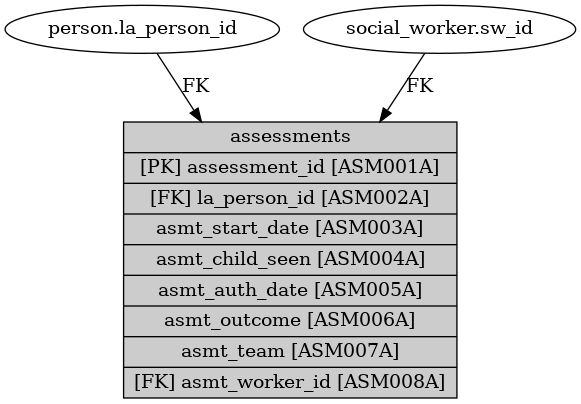 person.la_person_id
social_worker.sw_id
FK
FK
assessments
[PK] assessment_id [ASM001A]
[FK] la_person_id [ASM002A]
asmt_start_date [ASM003A]
asmt_child_seen [ASM004A]
asmt_auth_date [ASM005A]
asmt_outcome [ASM006A]
asmt_team [ASM007A]
[FK] asmt_worker_id [ASM008A]